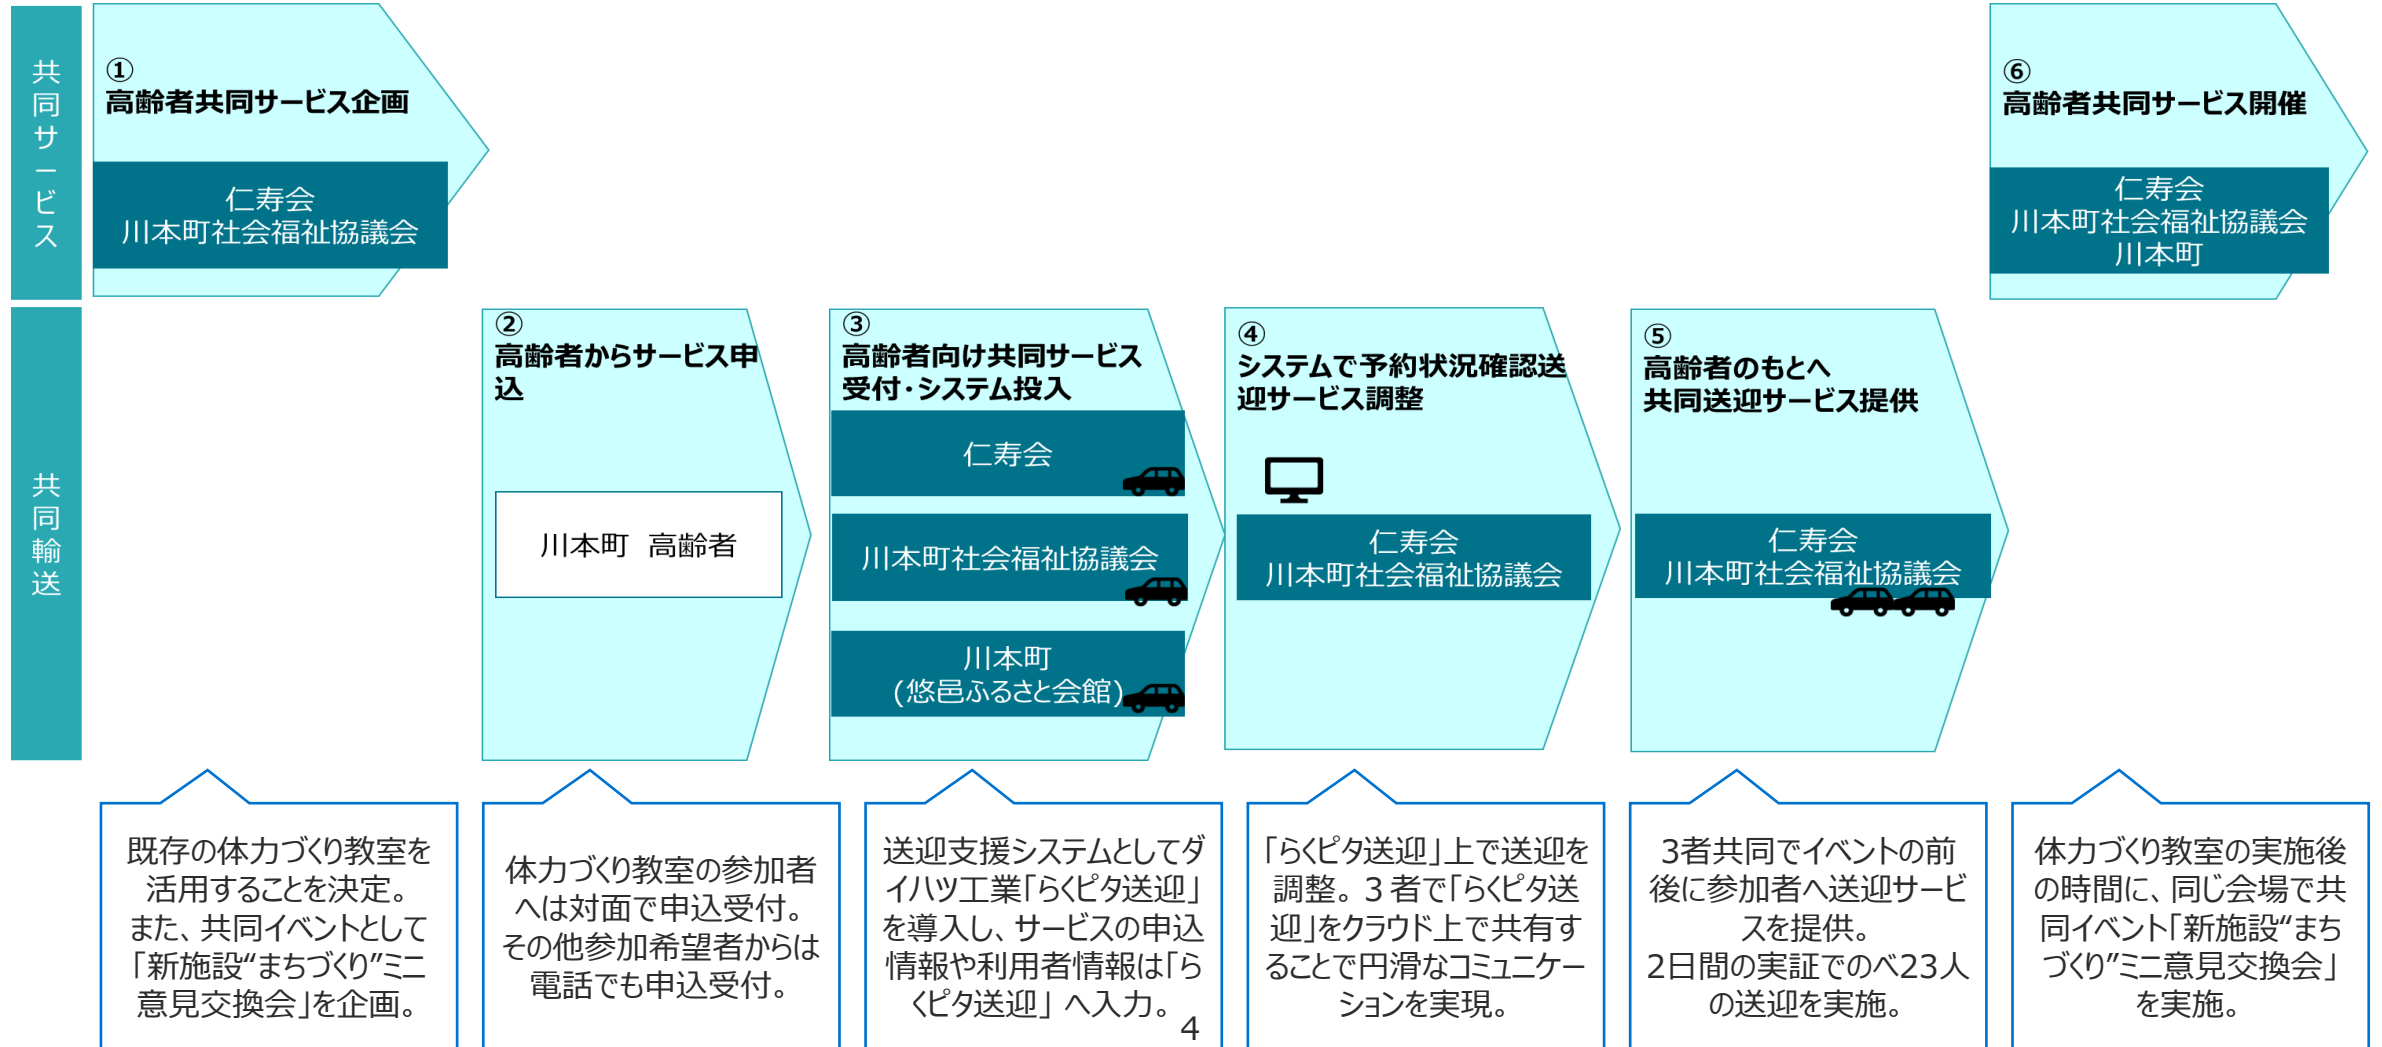 共同サービス
①
高齢者共同サービス企画
仁寿会
川本町社会福祉協議会
⑥
高齢者共同サービス開催
仁寿会
川本町社会福祉協議会
川本町
共同輸送
②
高齢者からサービス申
込
川本町　高齢者
③
高齢者向け共同サービス
受付・システム投入
仁寿会
川本町社会福祉協議会
川本町
(悠邑ふるさと会館)
④
システムで予約状況確認送
迎サービス調整
仁寿会
川本町社会福祉協議会
⑤
高齢者のもとへ
共同送迎サービス提供
仁寿会
川本町社会福祉協議会
既存の体力づくり教室を
活用することを決定。
また、共同イベントとして
「新施設“まちづくり”ミニ
意見交換会」を企画。
体力づくり教室の参加者
へは対面で申込受付。
その他参加希望者からは
電話でも申込受付。
送迎支援システムとしてダ
イハツ工業「らくピタ送迎」
を導入し、サービスの申込
情報や利用者情報は「ら
くピタ送迎」 へ入力。
「らくピタ送迎」上で送迎を
調整。３者で「らくピタ送
迎」をクラウド上で共有す
ることで円滑なコミュニケー
ションを実現。
3者共同でイベントの前
後に参加者へ送迎サービ
スを提供。
2日間の実証でのべ23人
の送迎を実施。
体力づくり教室の実施後
の時間に、同じ会場で共
同イベント「新施設“まち
づくり”ミニ意見交換会」
を実施。
4